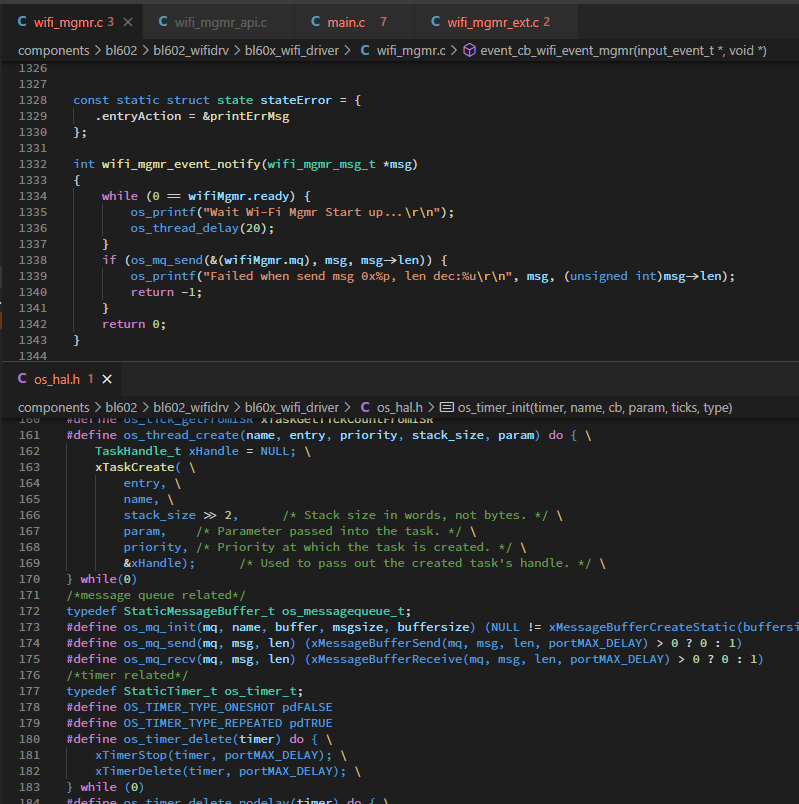 C wifi_mgmr.c 3 × C wifi_mgmr_api.c C main.c 7 C wifi_mgmr_ext.c 2
components > bl602 > bl602_wifidrv > bl60x_wifi_driver > C wifi_mgmr.c > event_cb_wifi_event_mgmr(input_event_t *, void *)
1326
1327
1328 const static struct state stateError = {
1329 .entryAction = &printErrMsg
1330 };
1331
1332 int wifi_mgmr_event_notify(wifi_mgmr_msg_t *msg)
1333 {
1334 while (0 == wifiMgmr.ready) {
1335 os_printf("Wait Wi-Fi Mgmr Start up...\r\n");
1336 os_thread_delay(20);
1337 }
1338 if (os_mq_send(&(wifiMgmr.mq), msg, msg->len)) {
1339 os_printf("Failed when send msg 0x%p, len dec:%u\r\n", msg, (unsigned int)msg->len);
1340 return -1;
1341 }
1342 return 0;
1343 }
1344
C os_hal.h 1 ×
components > bl602 > bl602_wifidrv > bl60x_wifi_driver > C os_hal.h > os_timer_init(timer, name, cb, param, ticks, type)
160 #define os_tick_getFromISR xTaskGetTickCountFromISR
161 #define os_thread_create(name, entry, priority, stack_size, param) do { \
162 TaskHandle_t xHandle = NULL; \
163 xTaskCreate( \
164 entry, \
165 name, \
166 stack_size >> 2, /* Stack size in words, not bytes. */ \
167 param, /* Parameter passed into the task. */ \
168 priority, /* Priority at which the task is created. */ \
169 &xHandle); /* Used to pass out the created task's handle. */ \
170 } while(0)
171 /*message queue related*/
172 typedef StaticMessageBuffer_t os_messagequeue_t;
173 #define os_mq_init(mq, name, buffer, msgsize, buffersize) (NULL != xMessageBufferCreateStatic(buffersi
174 #define os_mq_send(mq, msg, len) (xMessageBufferSend(mq, msg, len, portMAX_DELAY) > 0 ? 0 : 1)
175 #define os_mq_recv(mq, msg, len) (xMessageBufferReceive(mq, msg, len, portMAX_DELAY) > 0 ? 0 : 1)
176 /*timer related*/
177 typedef StaticTimer_t os_timer_t;
178 #define OS_TIMER_TYPE_ONESHOT pdFALSE
179 #define OS_TIMER_TYPE_REPEATED pdTRUE
180 #define os_timer_delete(timer) do { \
181 xTimerStop(timer, portMAX_DELAY); \
182 xTimerDelete(timer, portMAX_DELAY); \
183 } while (0)
184 #define os_timer_delete_nodelay(timer) do { \